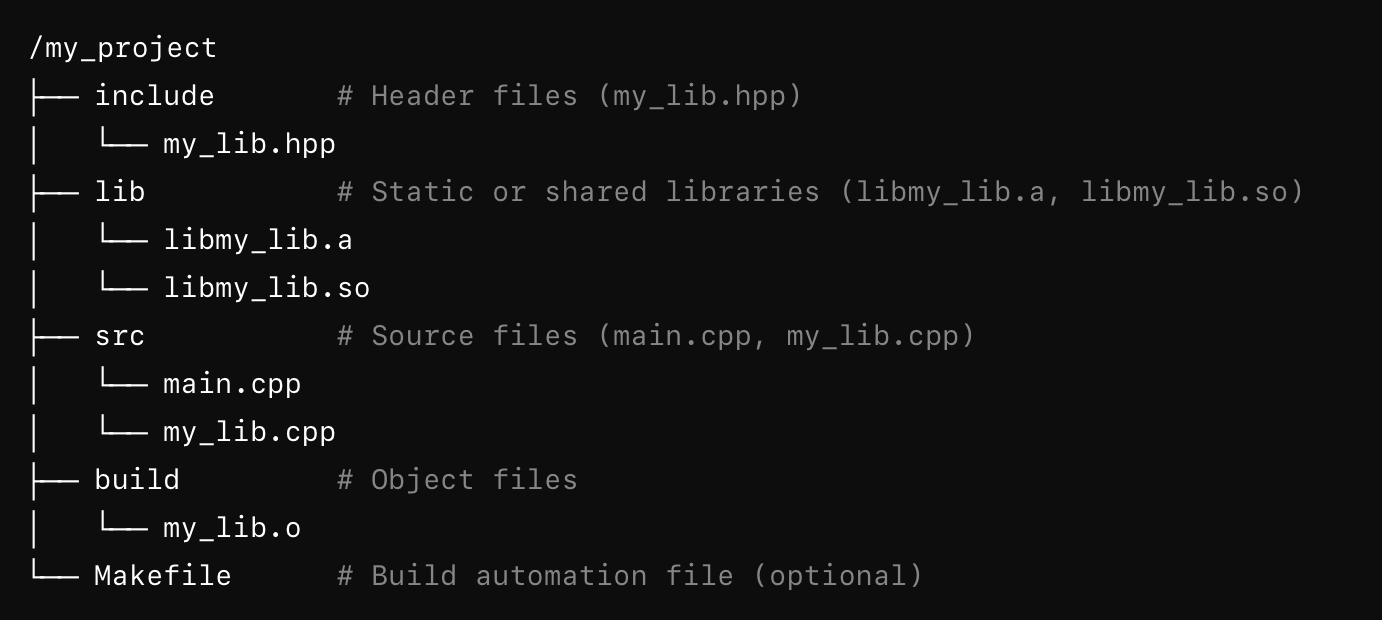 /my_project
├── include       # Header files (my_lib.hpp)
│   └── my_lib.hpp
├── lib           # Static or shared libraries (libmy_lib.a, libmy_lib.so)
│   └── libmy_lib.a
│   └── libmy_lib.so
├── src           # Source files (main.cpp, my_lib.cpp)
│   └── main.cpp
│   └── my_lib.cpp
├── build         # Object files
│   └── my_lib.o
└── Makefile      # Build automation file (optional)